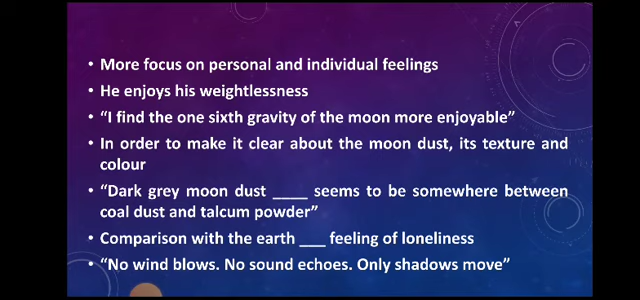 • More focus on personal and individual feelings
• He enjoys his weightlessness
• “I find the one sixth gravity of the moon more enjoyable”
• In order to make it clear about the moon dust, its texture and
colour
• “Dark grey moon dust ____ seems to be somewhere between
coal dust and talcum powder”
• Comparison with the earth ___ feeling of loneliness
• “No wind blows. No sound echoes. Only shadows move”